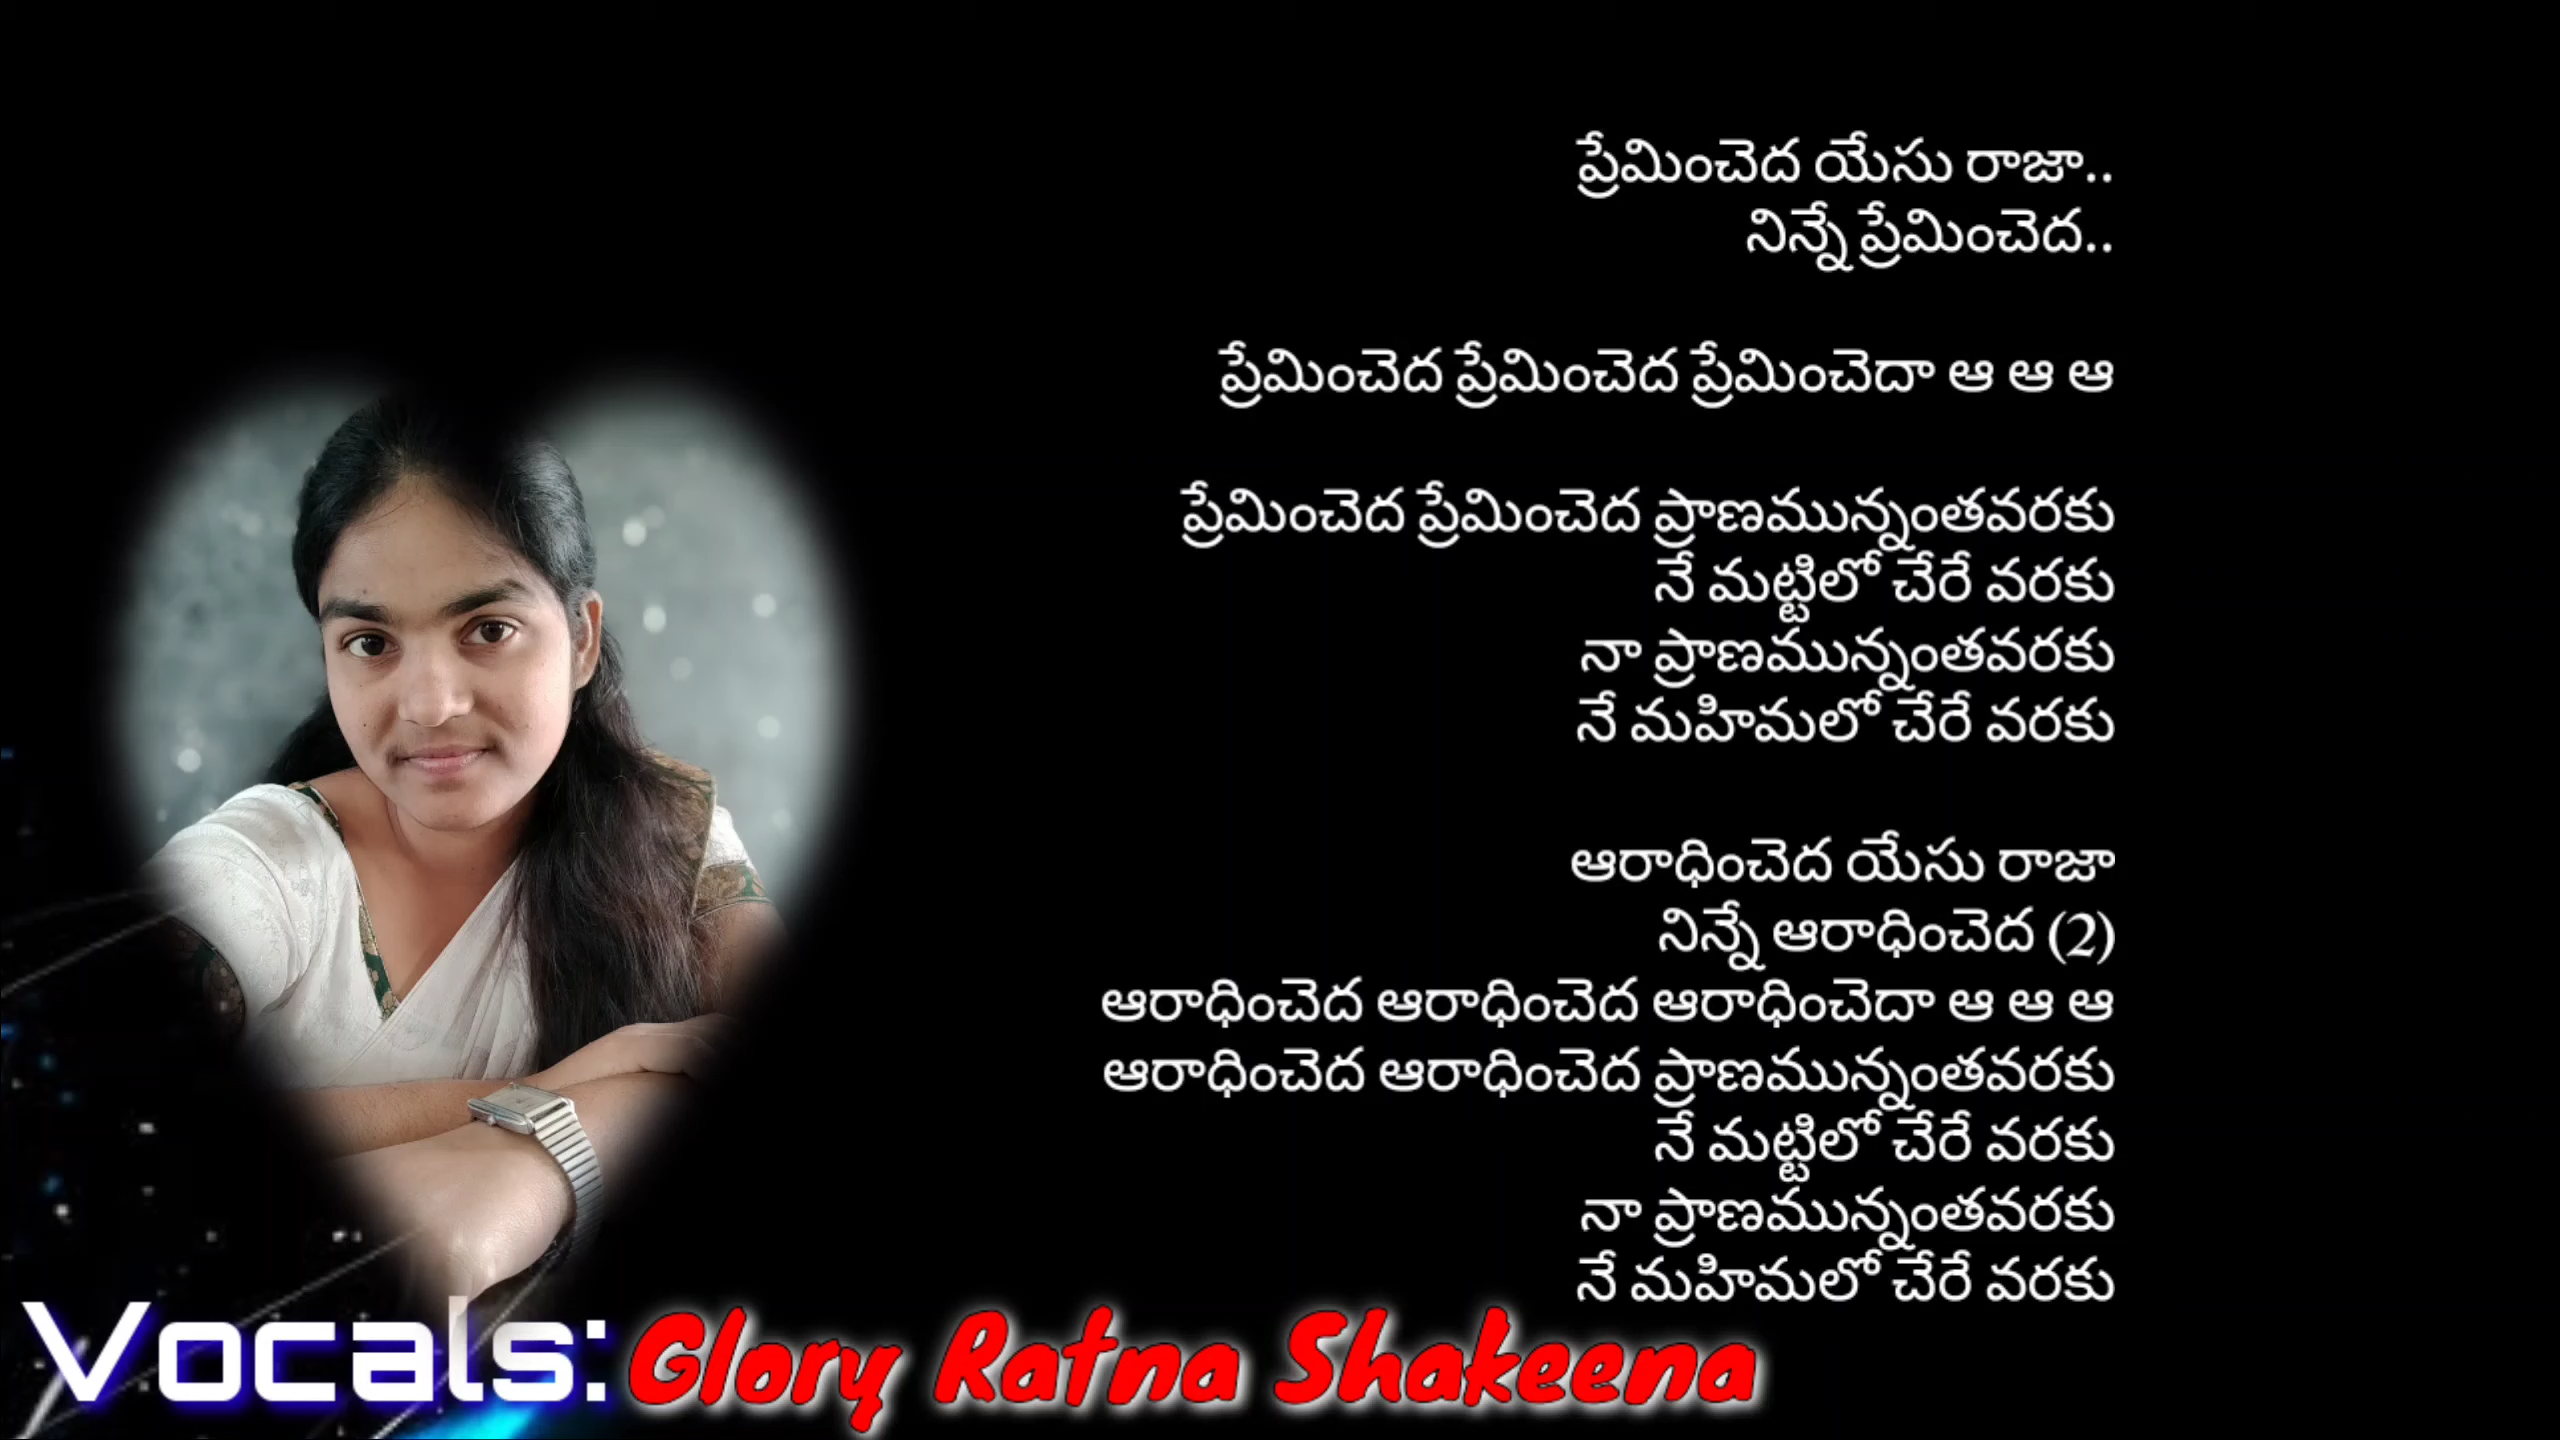 ప్రేమించెద యేసు రాజా..
నిన్నే ప్రేమించెద..
ప్రేమించెద ప్రేమించెద ప్రేమించెదా ఆ ఆ ఆ
ప్రేమించెద ప్రేమించెద ప్రాణమున్నంతవరకు
నే మట్టిలో చేరే వరకు
నా ప్రాణమున్నంతవరకు
నే మహిమలో చేరే వరకు
ఆరాధించెద యేసు రాజా
నిన్నే ఆరాధించెద (2)
ఆరాధించెద ఆరాధించెద ఆరాధించెదా ఆ ఆ ఆ
ఆరాధించెద ఆరాధించెద ప్రాణమున్నంతవరకు
నే మట్టిలో చేరే వరకు
నా ప్రాణమున్నంతవరకు
నే మహిమలో చేరే వరకు
Vocals: Glory Ratna Shakeena